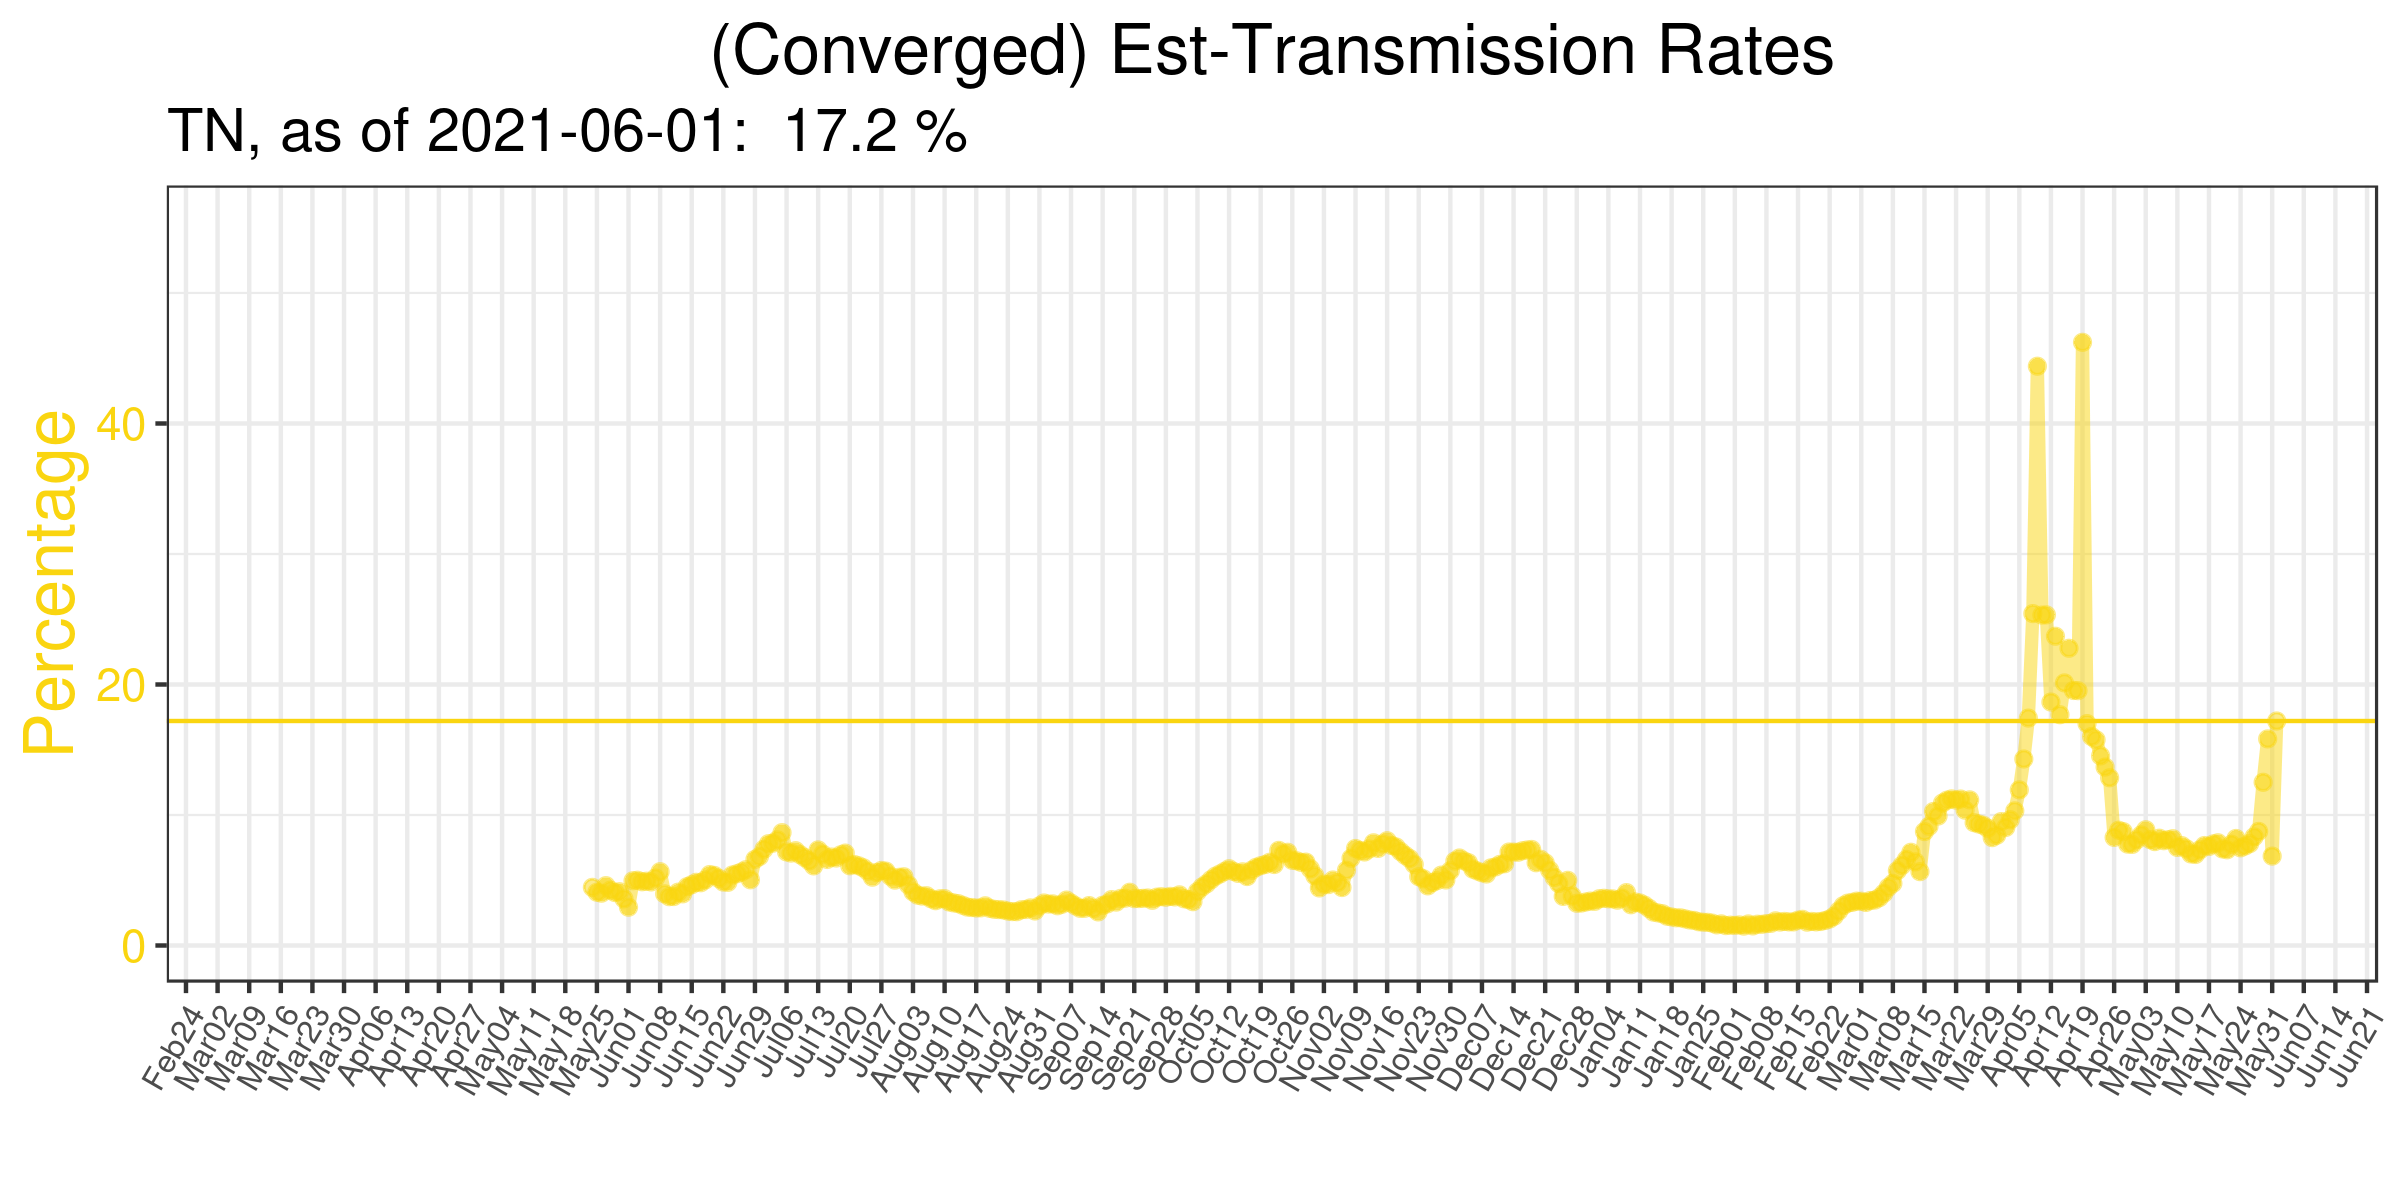 (Converged) Est-Transmission Rates
TN, as of 2021-06-01:  17.2 %
Percentage
40
20
0
Feb24
Mar02
Mar09
Mar16
Mar23
Mar30
Apr06
Apr13
Apr20
Apr27
May04
May11
May18
May25
Jun01
Jun08
Jun15
Jun22
Jun29
Jul06
Jul13
Jul20
Jul27
Aug03
Aug10
Aug17
Aug24
Aug31
Sep07
Sep14
Sep21
Sep28
Oct05
Oct12
Oct19
Oct26
Nov02
Nov09
Nov16
Nov23
Nov30
Dec07
Dec14
Dec21
Dec28
Jan04
Jan11
Jan18
Jan25
Feb01
Feb08
Feb15
Feb22
Mar01
Mar08
Mar15
Mar22
Mar29
Apr05
Apr12
Apr19
Apr26
May03
May10
May17
May24
May31
Jun07
Jun14
Jun21